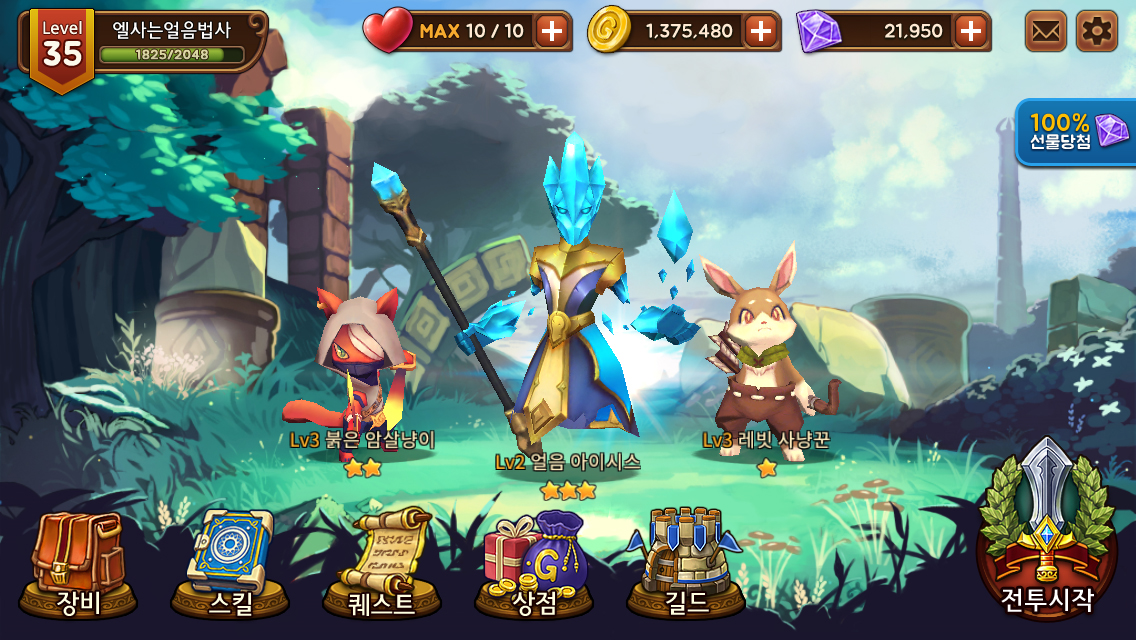 Level
35
엘사는얼음법사
1825/2048
MAX 10 / 10
1,375,480
21,950
100%
선물당첨
Lv3 붉은 암살냥이
Lv2 얼음 아이시스
Lv3 레빗 사냥꾼
장비
스킬
퀘스트
G
상점
길드
전투시작